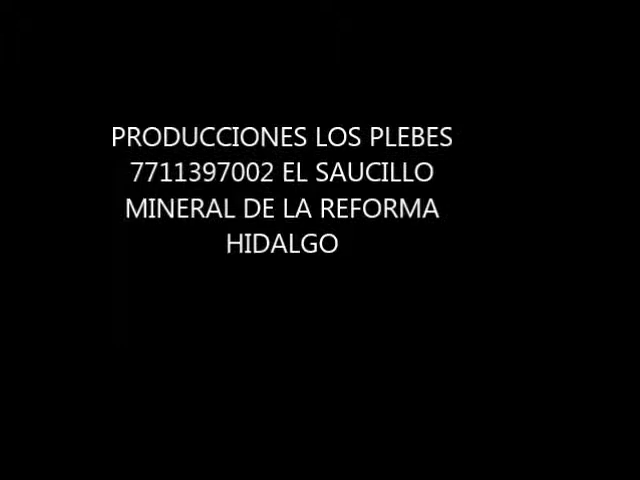 PRODUCCIONES LOS PLEBES
7711397002 EL SAUCILLO
MINERAL DE LA REFORMA
HIDALGO